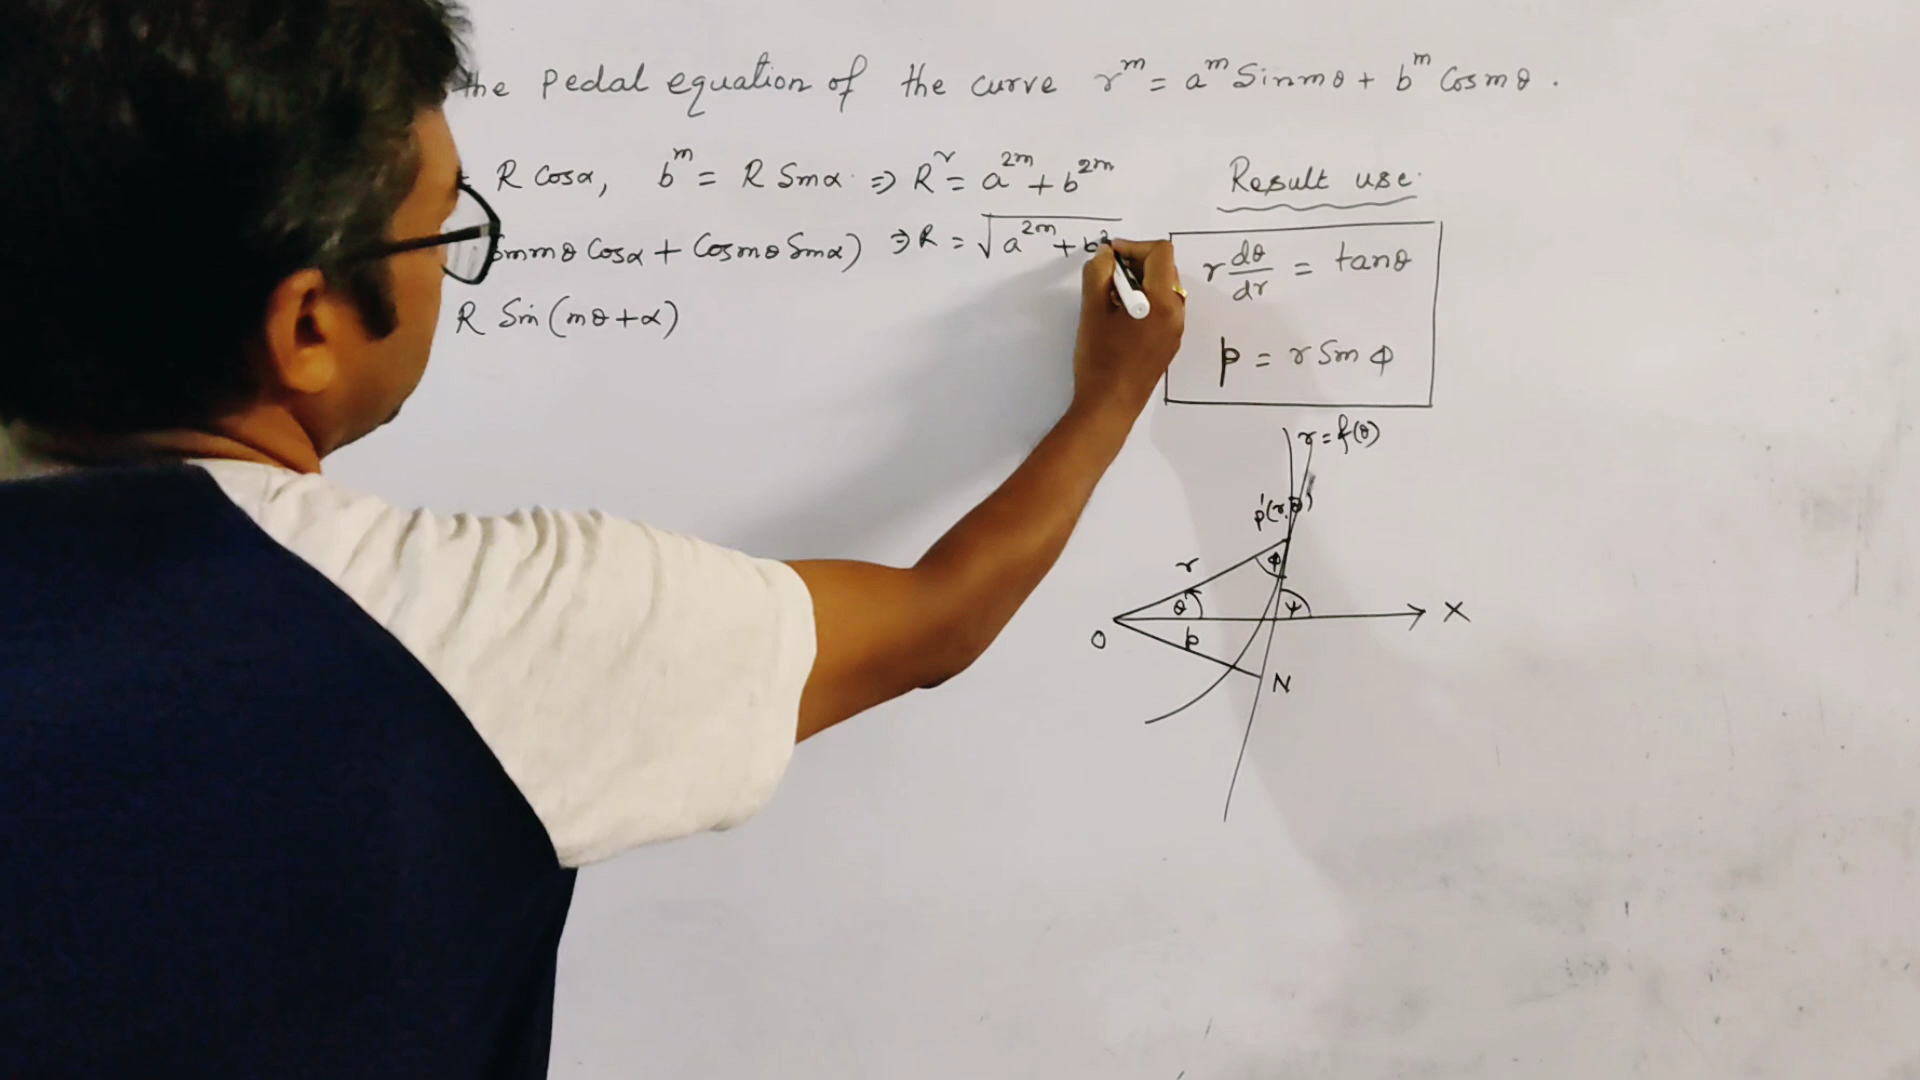 the pedal equation of the curve r^m = a^m Sinmθ + b^m Cosmθ .
R Cosα, b^m = R Sinα ⇒ R^2 = a^2m + b^2m
Sinmθ Cosα + Cosmθ Sinα) ⇒ R = √a^2m + b^2
R Sin (mθ+α)
Result use
r dθ/dr = tanθ
p = r Sin ϕ
r = f(θ)
p'(r,θ)
r
ϕ
θ
ψ
X
O
p
N